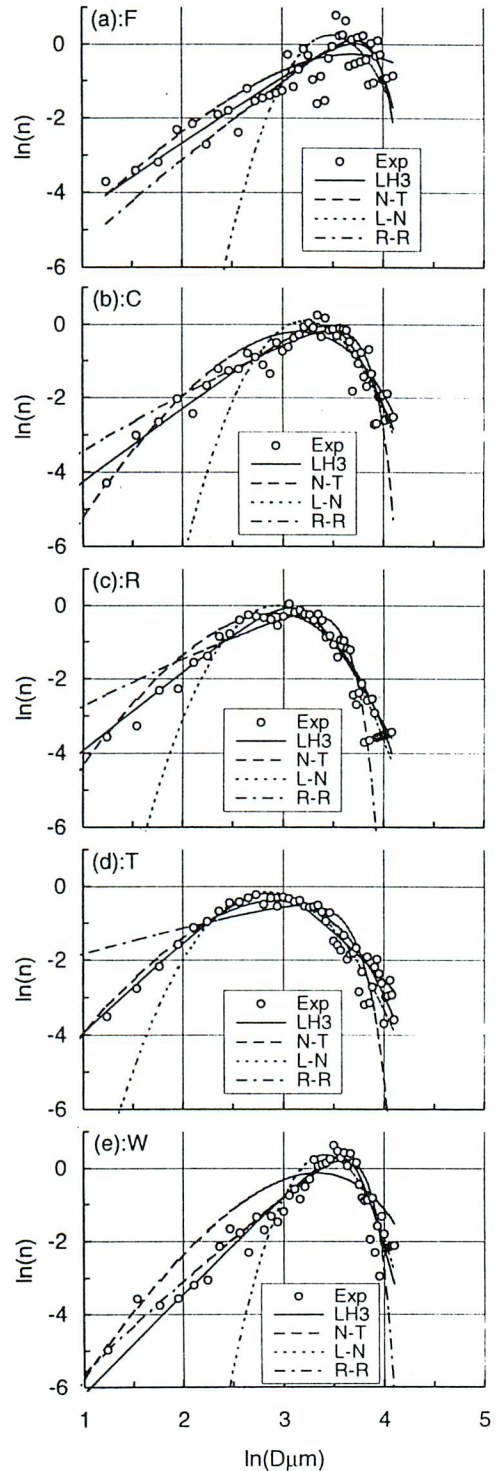 (a):F
0
-2
-4
-6
ln(n)
Exp
LH3
N-T
L-N
R-R
(b):C
0
-2
-4
-6
ln(n)
Exp
LH3
N-T
L-N
R-R
(c):R
0
-2
-4
-6
ln(n)
Exp
LH3
N-T
L-N
R-R
(d):T
0
-2
-4
-6
ln(n)
Exp
LH3
N-T
L-N
R-R
(e):W
0
-2
-4
-6
ln(n)
Exp
LH3
N-T
L-N
R-R
1 2 3 4 5
ln(Dμm)